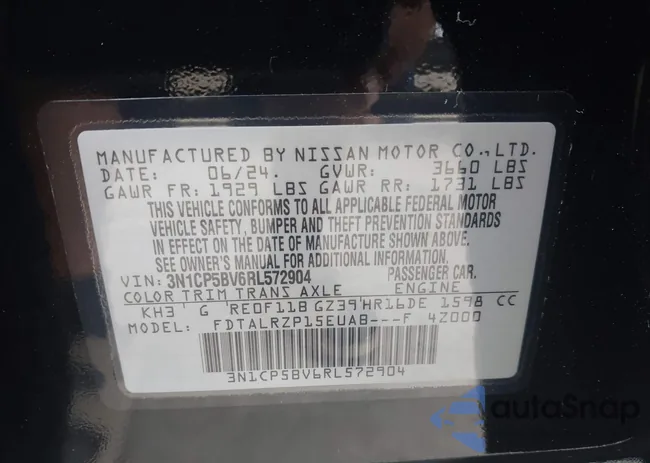 MANUFACTURED BY NISSAN MOTOR CO.,LTD.
DATE: 06/24. GVWR: 3660 LBS
GAWR FR: 1929 LBS GAWR RR: 1731 LBS
THIS VEHICLE CONFORMS TO ALL APPLICABLE FEDERAL MOTOR
VEHICLE SAFETY, BUMPER AND THEFT PREVENTION STANDARDS
IN EFFECT ON THE DATE OF MANUFACTURE SHOWN ABOVE.
SEE OWNER'S MANUAL FOR ADDITIONAL INFORMATION.
VIN: 3N1CP5BV6RL572904 PASSENGER CAR.
COLOR TRIM TRANS AXLE ENGINE
KH3 G RE0F11B GZ39 HR16DE 1598 CC
MODEL: FDTALRZP15EUA8---F 4Z000
3N1CP5BV6RL572904
autoSnap